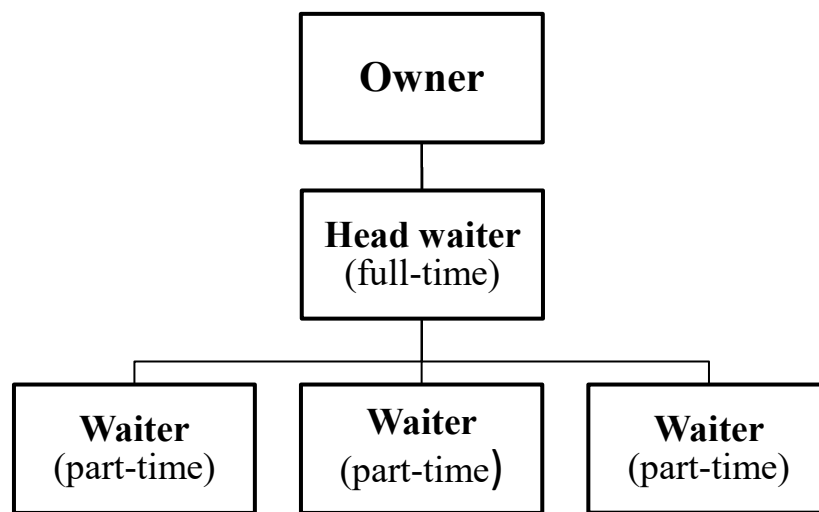 Owner
Head waiter
(full-time)
Waiter
(part-time)
Waiter
(part-time)
Waiter
(part-time)